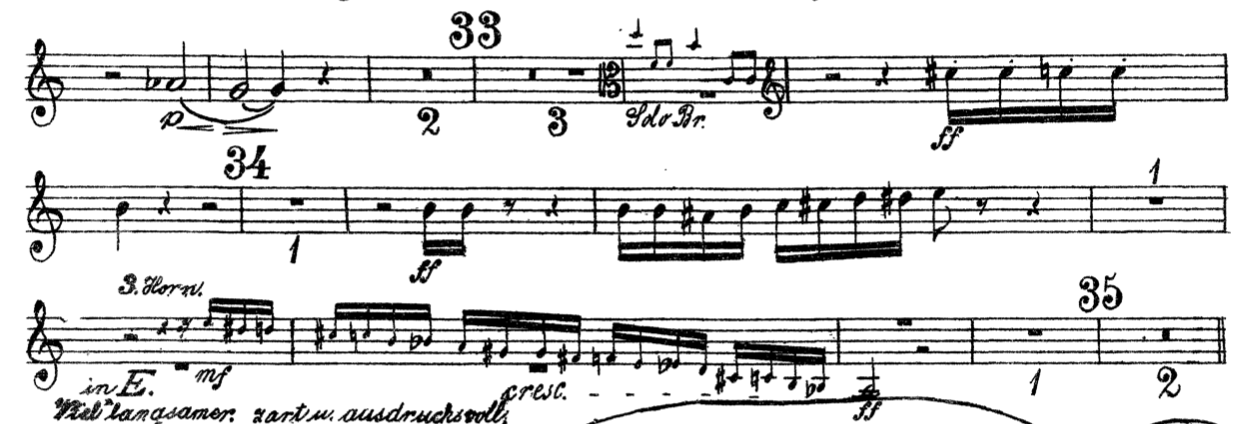 33
p 2 3 Solo Br. ff
34
1
1 ff
3. Horn.
35
mf cresc. 1
in E. ff 2
Viel langsamer. zart u. ausdrucksvoll.